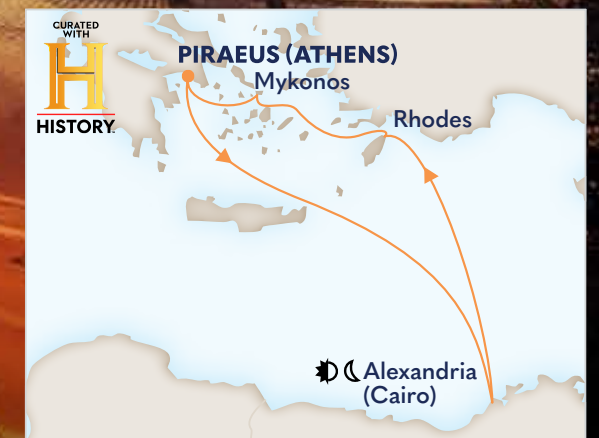 CURATED
WITH
H
HISTORY.
PIRAEUS (ATHENS)
Mykonos
Rhodes
Alexandria
(Cairo)